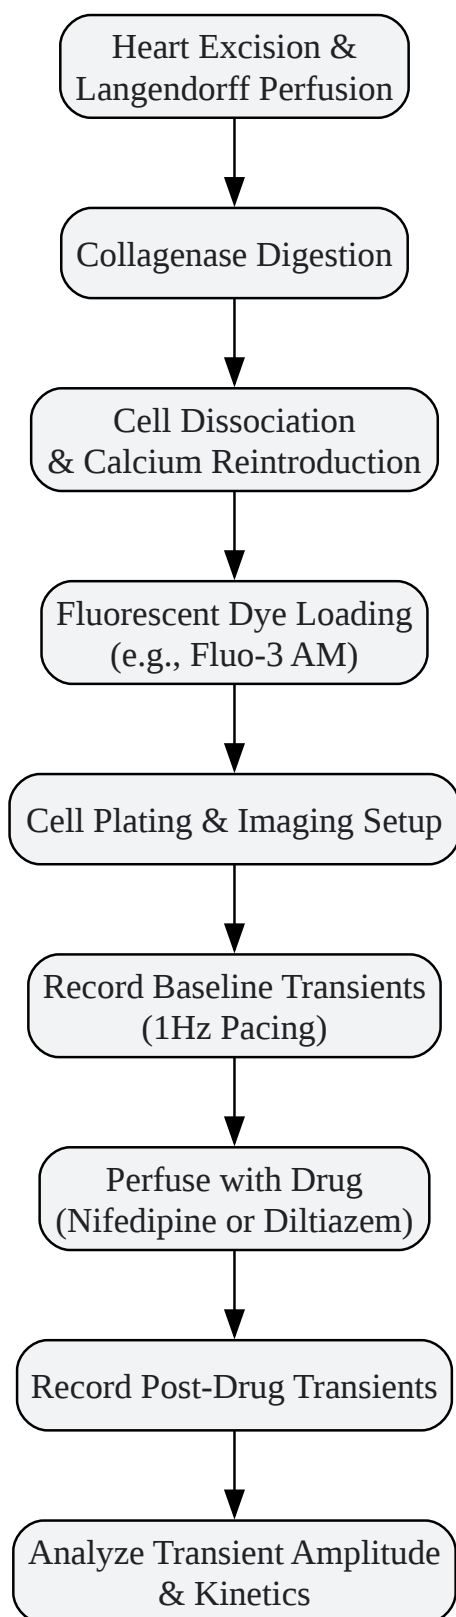 Heart Excision &
Langendorff Perfusion
Collagenase Digestion
Cell Dissociation
& Calcium Reintroduction
Fluorescent Dye Loading
(e.g., Fluo-3 AM)
Cell Plating & Imaging Setup
Record Baseline Transients
(1Hz Pacing)
Perfuse with Drug
(Nifedipine or Diltiazem)
Record Post-Drug Transients
Analyze Transient Amplitude
& Kinetics